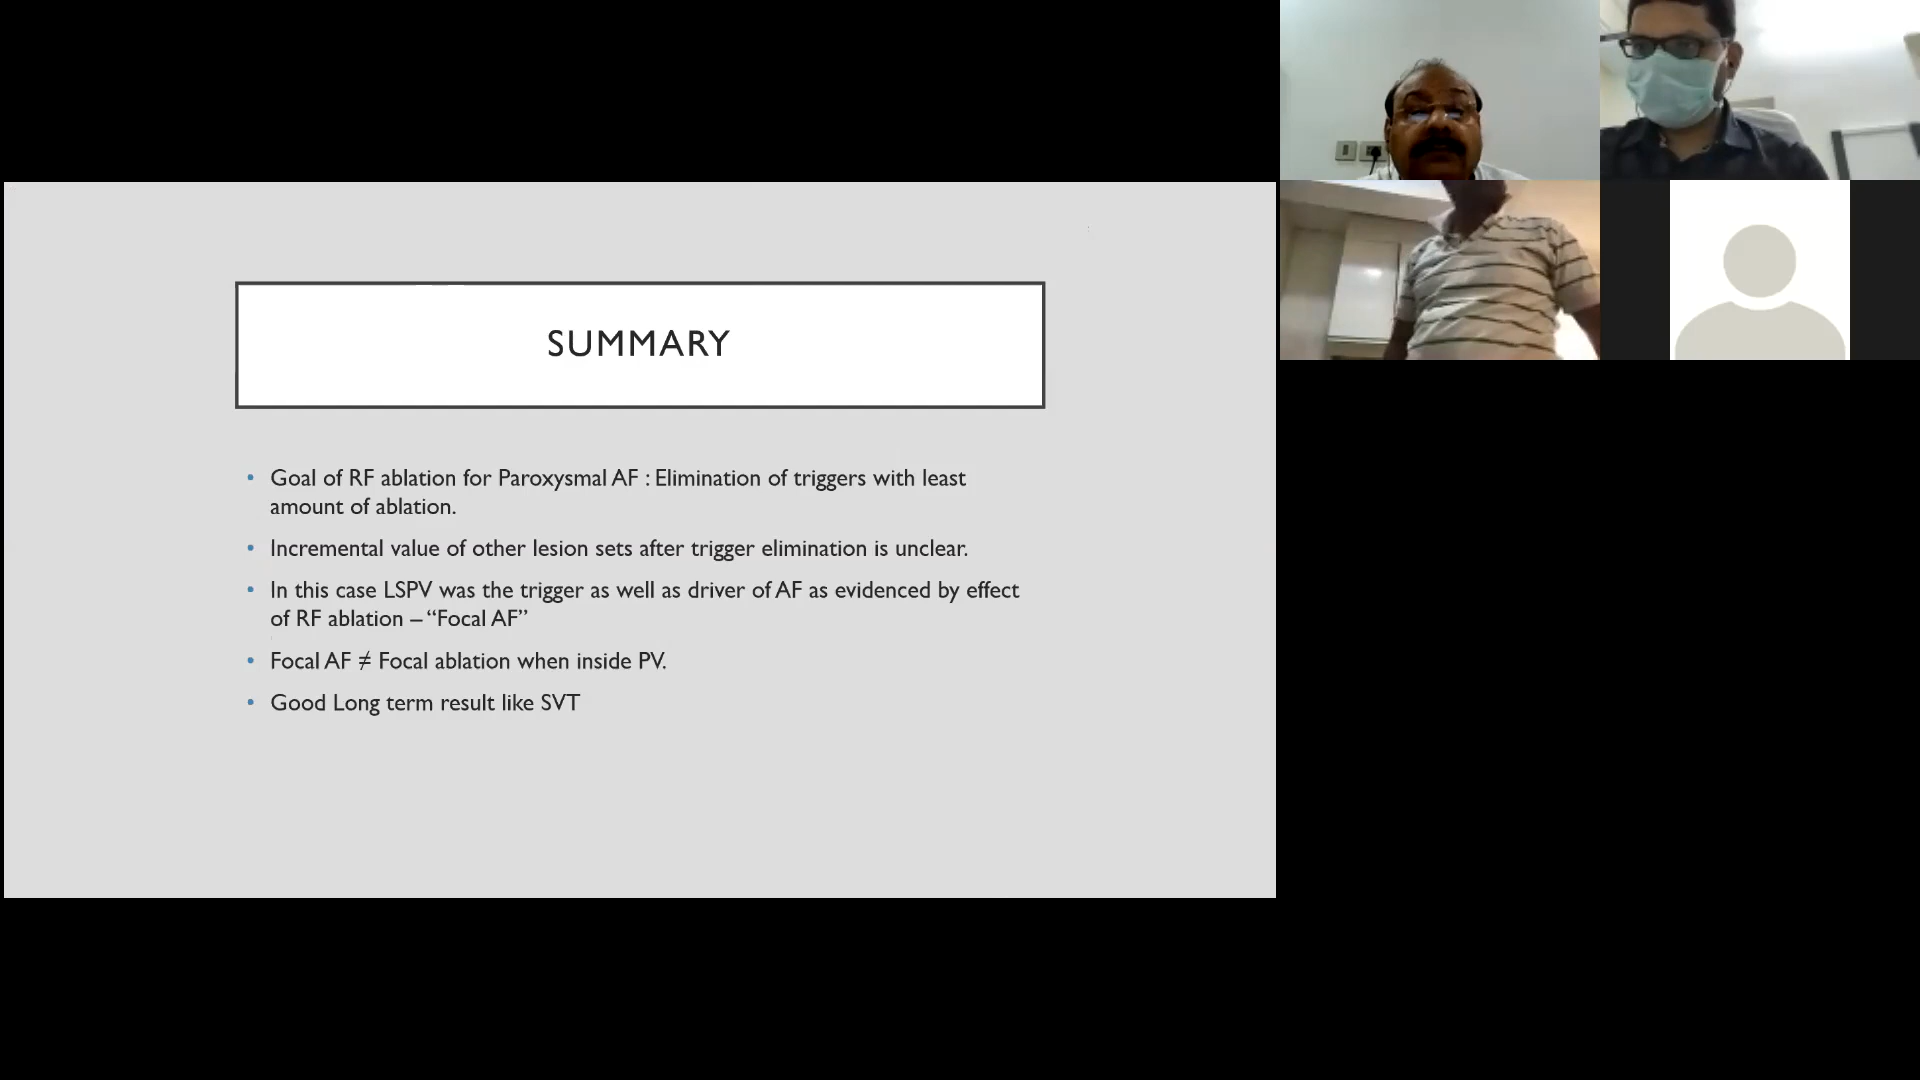 SUMMARY
• Goal of RF ablation for Paroxysmal AF : Elimination of triggers with least
amount of ablation.
• Incremental value of other lesion sets after trigger elimination is unclear.
• In this case LSPV was the trigger as well as driver of AF as evidenced by effect
of RF ablation – “Focal AF”
• Focal AF ≠ Focal ablation when inside PV.
• Good Long term result like SVT